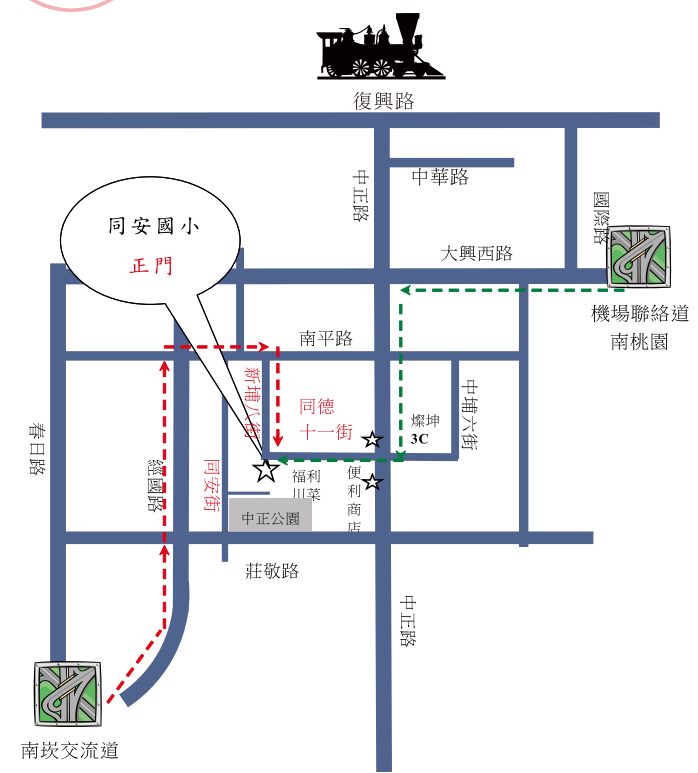 復興路
中華路
中正路
國際路
同安國小
正門
大興西路
機場聯絡道
南桃園
南平路
新埔八街
同德
十一街
燦坤
3C
中埔六街
春日路
經國路
同安街
福利
川菜
便利商店
中正公園
莊敬路
中正路
南崁交流道